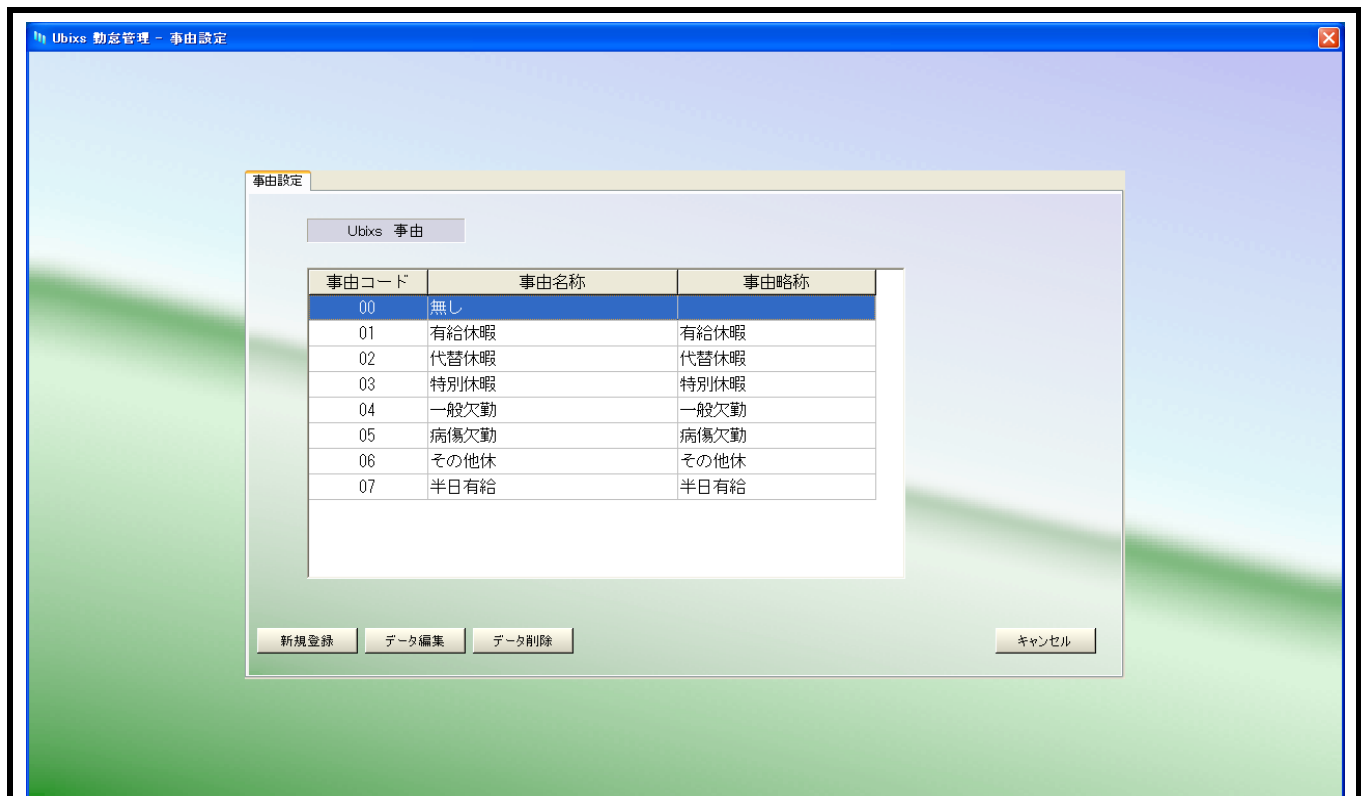 Ubixs 勤怠管理 - 事由設定
事由設定
Ubixs 事由
事由コード 事由名称 事由略称
00 無し
01 有給休暇 有給休暇
02 代替休暇 代替休暇
03 特別休暇 特別休暇
04 一般欠勤 一般欠勤
05 病傷欠勤 病傷欠勤
06 その他休 その他休
07 半日有給 半日有給
新規登録 データ編集 データ削除 キャンセル